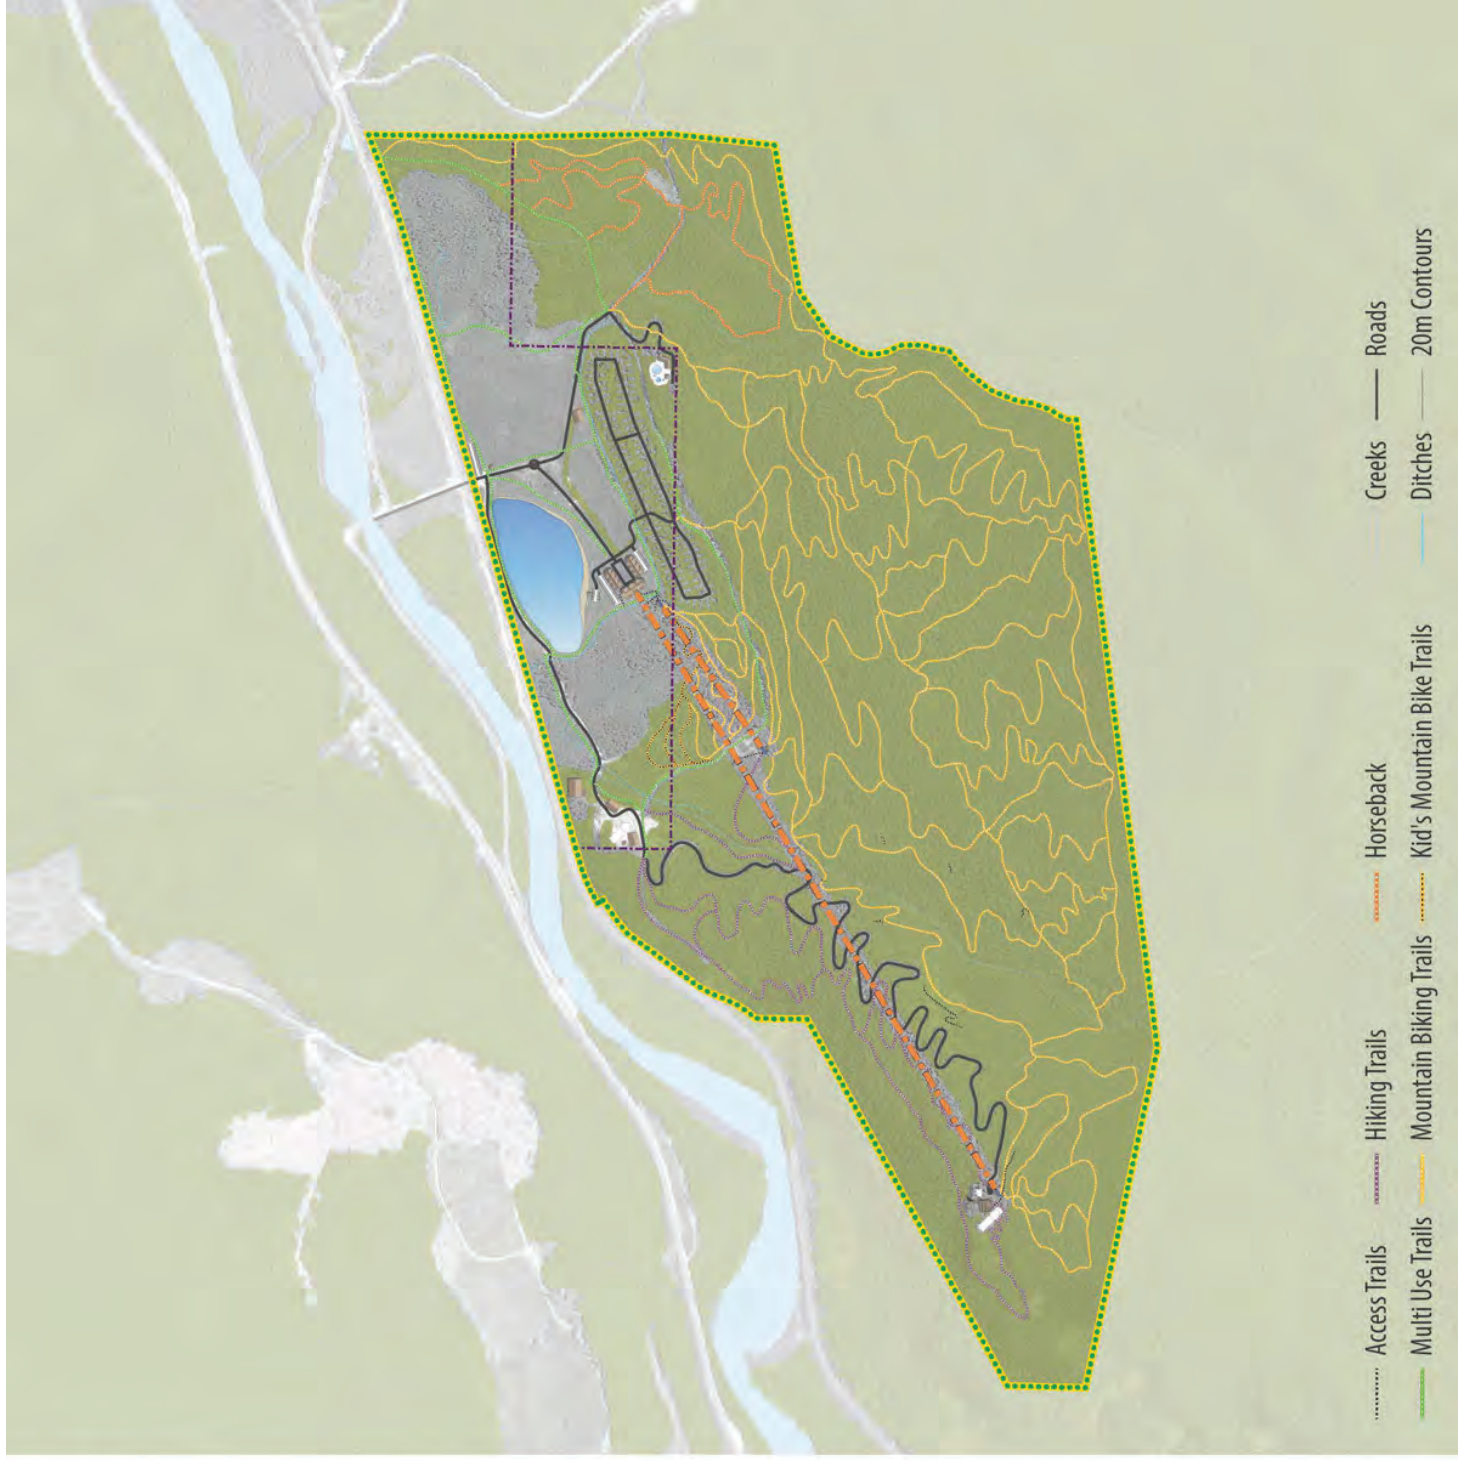 Access Trails Hiking Trails Horseback Creeks Roads
Multi Use Trails Mountain Biking Trails Kid's Mountain Bike Trails Ditches 20m Contours